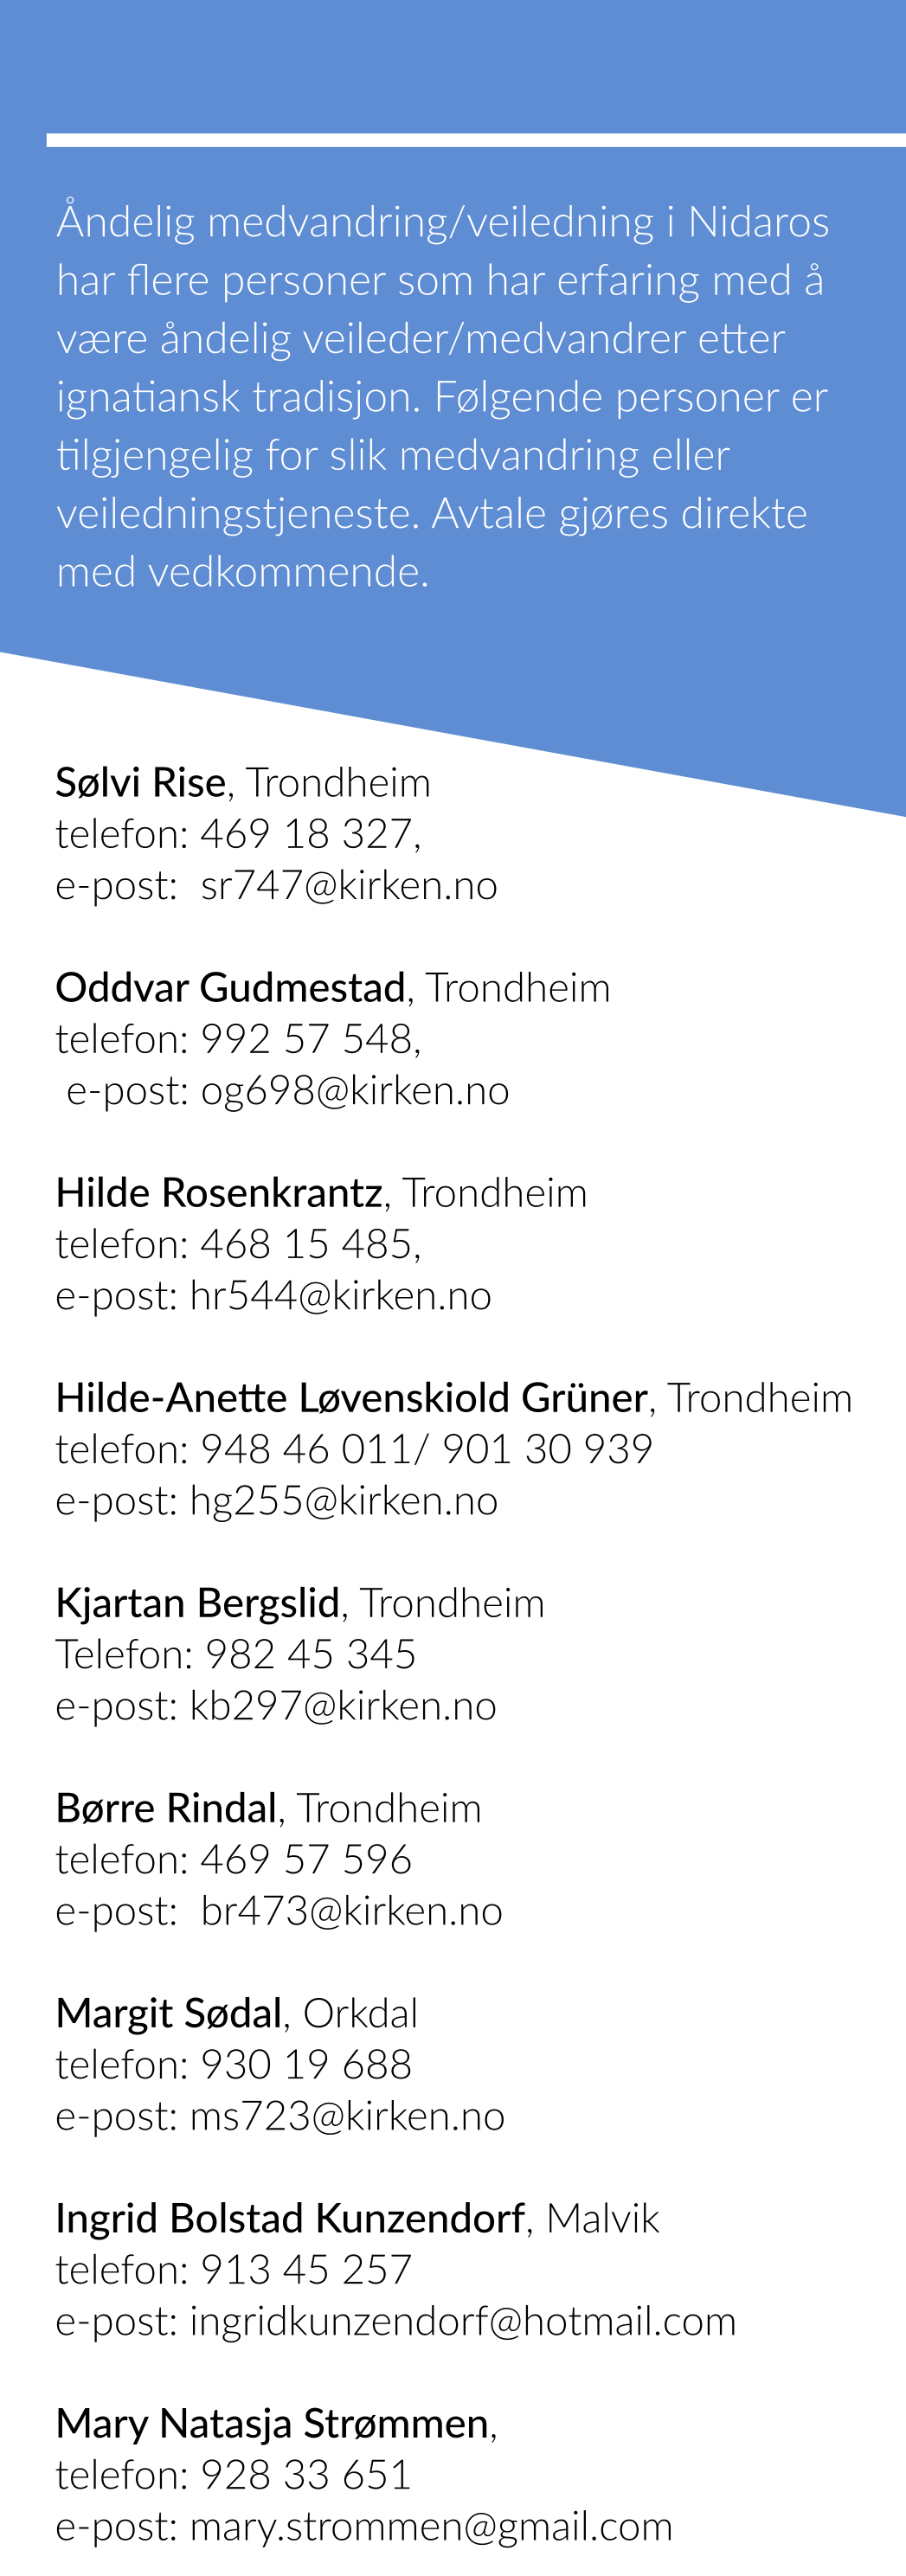 Åndelig medvandring/veiledning i Nidaros
har flere personer som har erfaring med å
være åndelig veileder/medvandrer etter
ignatiansk tradisjon. Følgende personer er
tilgjengelig for slik medvandring eller
veiledningstjeneste. Avtale gjøres direkte
med vedkommende.
Sølvi Rise, Trondheim
telefon: 469 18 327,
e-post:  sr747@kirken.no
Oddvar Gudmestad, Trondheim
telefon: 992 57 548,
e-post: og698@kirken.no
Hilde Rosenkrantz, Trondheim
telefon: 468 15 485,
e-post: hr544@kirken.no
Hilde-Anette Løvenskiold Grüner, Trondheim
telefon: 948 46 011/ 901 30 939
e-post: hg255@kirken.no
Kjartan Bergslid, Trondheim
Telefon: 982 45 345
e-post: kb297@kirken.no
Børre Rindal, Trondheim
telefon: 469 57 596
e-post:  br473@kirken.no
Margit Sødal, Orkdal
telefon: 930 19 688
e-post: ms723@kirken.no
Ingrid Bolstad Kunzendorf, Malvik
telefon: 913 45 257
e-post: ingridkunzendorf@hotmail.com
Mary Natasja Strømmen,
telefon: 928 33 651
e-post: mary.strommen@gmail.com